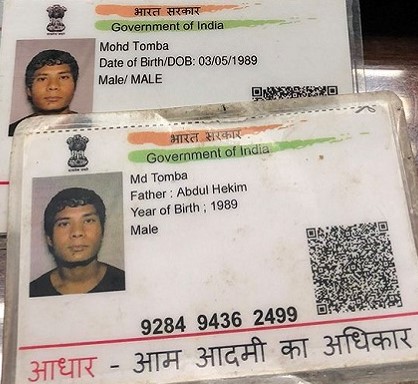 भारत सरकार
Government of India
Mohd Tomba
Date of Birth/DOB: 03/05/1989
Male/ MALE
भारत सरकार
Government of India
Md Tomba
Father : Abdul Hekim
Year of Birth : 1989
Male
9284 9436 2499
आधार - आम आदमी का अधिकार